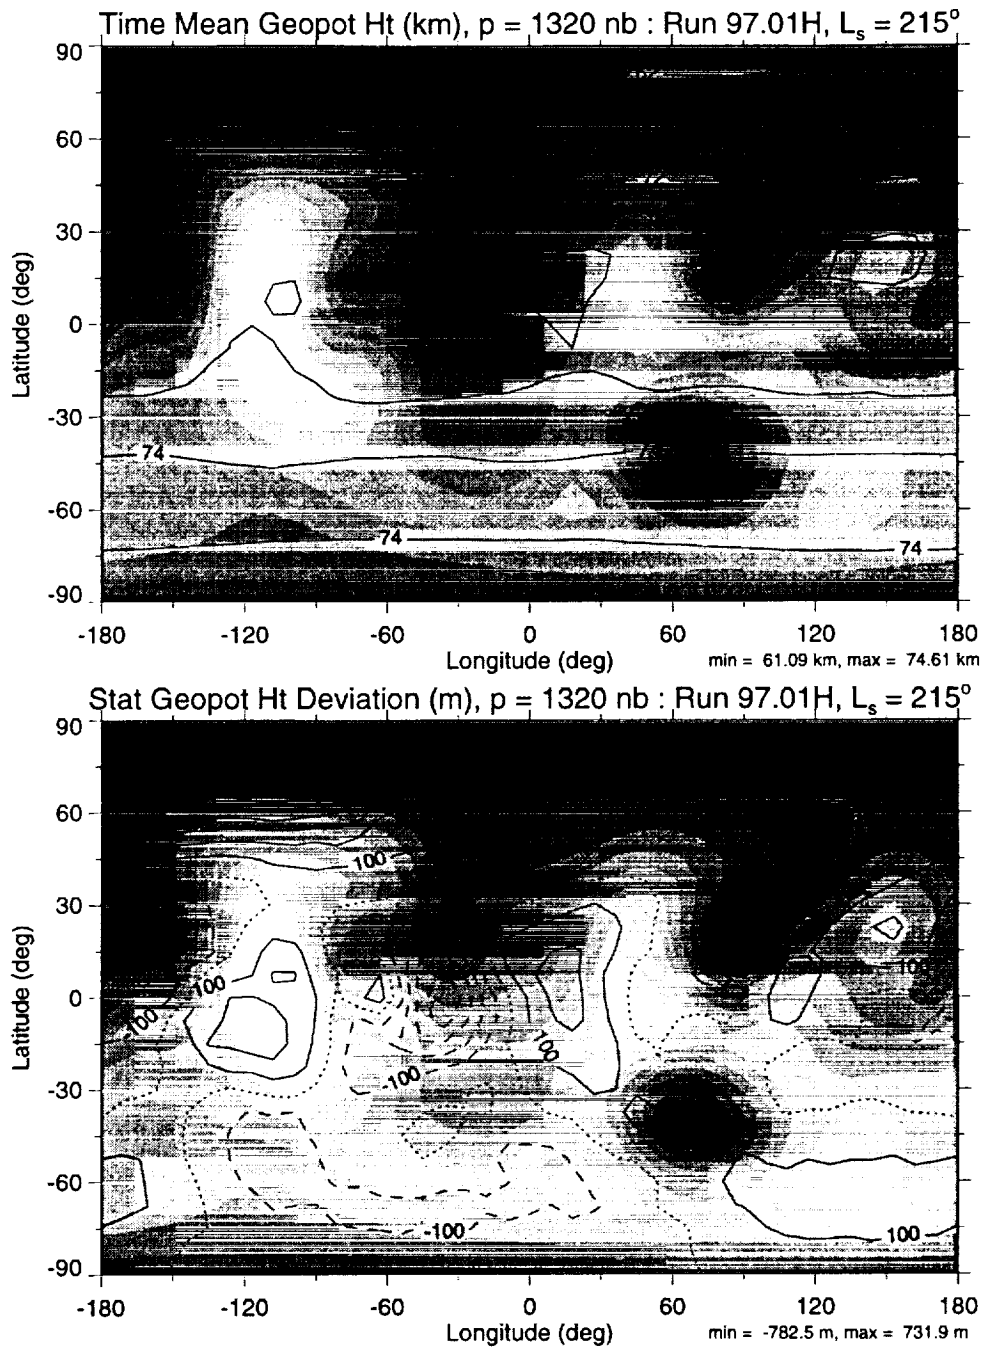 Time Mean Geopot Ht (km), p = 1320 nb : Run 97.01H, Ls = 215°
90
60
30
0
-30
-60
-90
Latitude (deg)
74
74
74
-180 -120 -60 0 60 120 180
Longitude (deg)
min = 61.09 km, max = 74.61 km
Stat Geopot Ht Deviation (m), p = 1320 nb : Run 97.01H, Ls = 215°
90
60
30
0
-30
-60
-90
Latitude (deg)
100
100
100
100
-100
100
-100
100
-180 -120 -60 0 60 120 180
Longitude (deg)
min = -782.5 m, max = 731.9 m